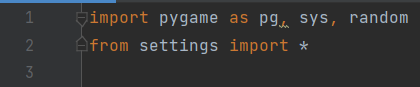 1 import pygame as pg, sys, random
2 from settings import *
3